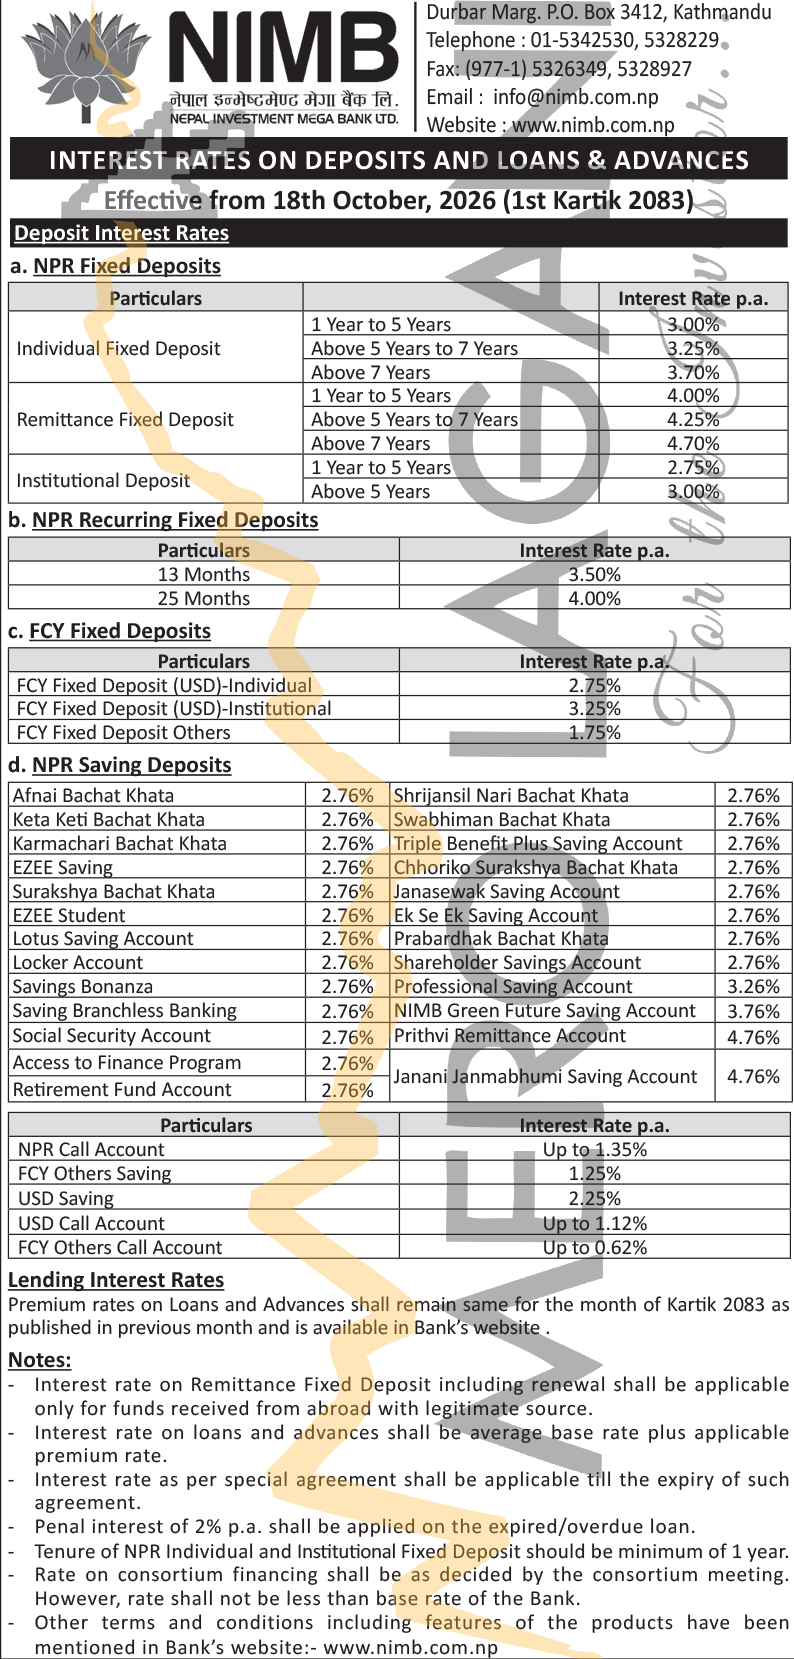 NIMB
नेपाल इन्भेष्टमेण्ट मेगा बैंक लि.
NEPAL INVESTMENT MEGA BANK LTD.
Durbar Marg. P.O. Box 3412, Kathmandu
Telephone : 01-5342530, 5328229
Fax: (977-1) 5326349, 5328927
Email : info@nimb.com.np
Website : www.nimb.com.np
INTEREST RATES ON DEPOSITS AND LOANS & ADVANCES
Effective from 18th October, 2026 (1st Kartik 2083)
Deposit Interest Rates
a. NPR Fixed Deposits
Particulars Interest Rate p.a.
Individual Fixed Deposit
1 Year to 5 Years 3.00%
Above 5 Years to 7 Years 3.25%
Above 7 Years 3.70%
Remittance Fixed Deposit
1 Year to 5 Years 4.00%
Above 5 Years to 7 Years 4.25%
Above 7 Years 4.70%
Institutional Deposit
1 Year to 5 Years 2.75%
Above 5 Years 3.00%
b. NPR Recurring Fixed Deposits
Particulars Interest Rate p.a.
13 Months 3.50%
25 Months 4.00%
c. FCY Fixed Deposits
Particulars Interest Rate p.a.
FCY Fixed Deposit (USD)-Individual 2.75%
FCY Fixed Deposit (USD)-Institutional 3.25%
FCY Fixed Deposit Others 1.75%
d. NPR Saving Deposits
Afnai Bachat Khata 2.76% Shrijansil Nari Bachat Khata 2.76%
Keta Keti Bachat Khata 2.76% Swabhiman Bachat Khata 2.76%
Karmachari Bachat Khata 2.76% Triple Benefit Plus Saving Account 2.76%
EZEE Saving 2.76% Chhoriko Surakshya Bachat Khata 2.76%
Surakshya Bachat Khata 2.76% Janasewak Saving Account 2.76%
EZEE Student 2.76% Ek Se Ek Saving Account 2.76%
Lotus Saving Account 2.76% Prabardhak Bachat Khata 2.76%
Locker Account 2.76% Shareholder Savings Account 2.76%
Savings Bonanza 2.76% Professional Saving Account 3.26%
Saving Branchless Banking 2.76% NIMB Green Future Saving Account 3.76%
Social Security Account 2.76% Prithvi Remittance Account 4.76%
Access to Finance Program 2.76%
Retirement Fund Account 2.76%
Janani Janmabhumi Saving Account 4.76%
Particulars Interest Rate p.a.
NPR Call Account Up to 1.35%
FCY Others Saving 1.25%
USD Saving 2.25%
USD Call Account Up to 1.12%
FCY Others Call Account Up to 0.62%
Lending Interest Rates
Premium rates on Loans and Advances shall remain same for the month of Kartik 2083 as
published in previous month and is available in Bank's website .
Notes:
- Interest rate on Remittance Fixed Deposit including renewal shall be applicable
only for funds received from abroad with legitimate source.
- Interest rate on loans and advances shall be average base rate plus applicable
premium rate.
- Interest rate as per special agreement shall be applicable till the expiry of such
agreement.
- Penal interest of 2% p.a. shall be applied on the expired/overdue loan.
- Tenure of NPR Individual and Institutional Fixed Deposit should be minimum of 1 year.
- Rate on consortium financing shall be as decided by the consortium meeting.
However, rate shall not be less than base rate of the Bank.
- Other terms and conditions including features of the products have been
mentioned in Bank's website:- www.nimb.com.np
MERO LAGANI
For the Investor...